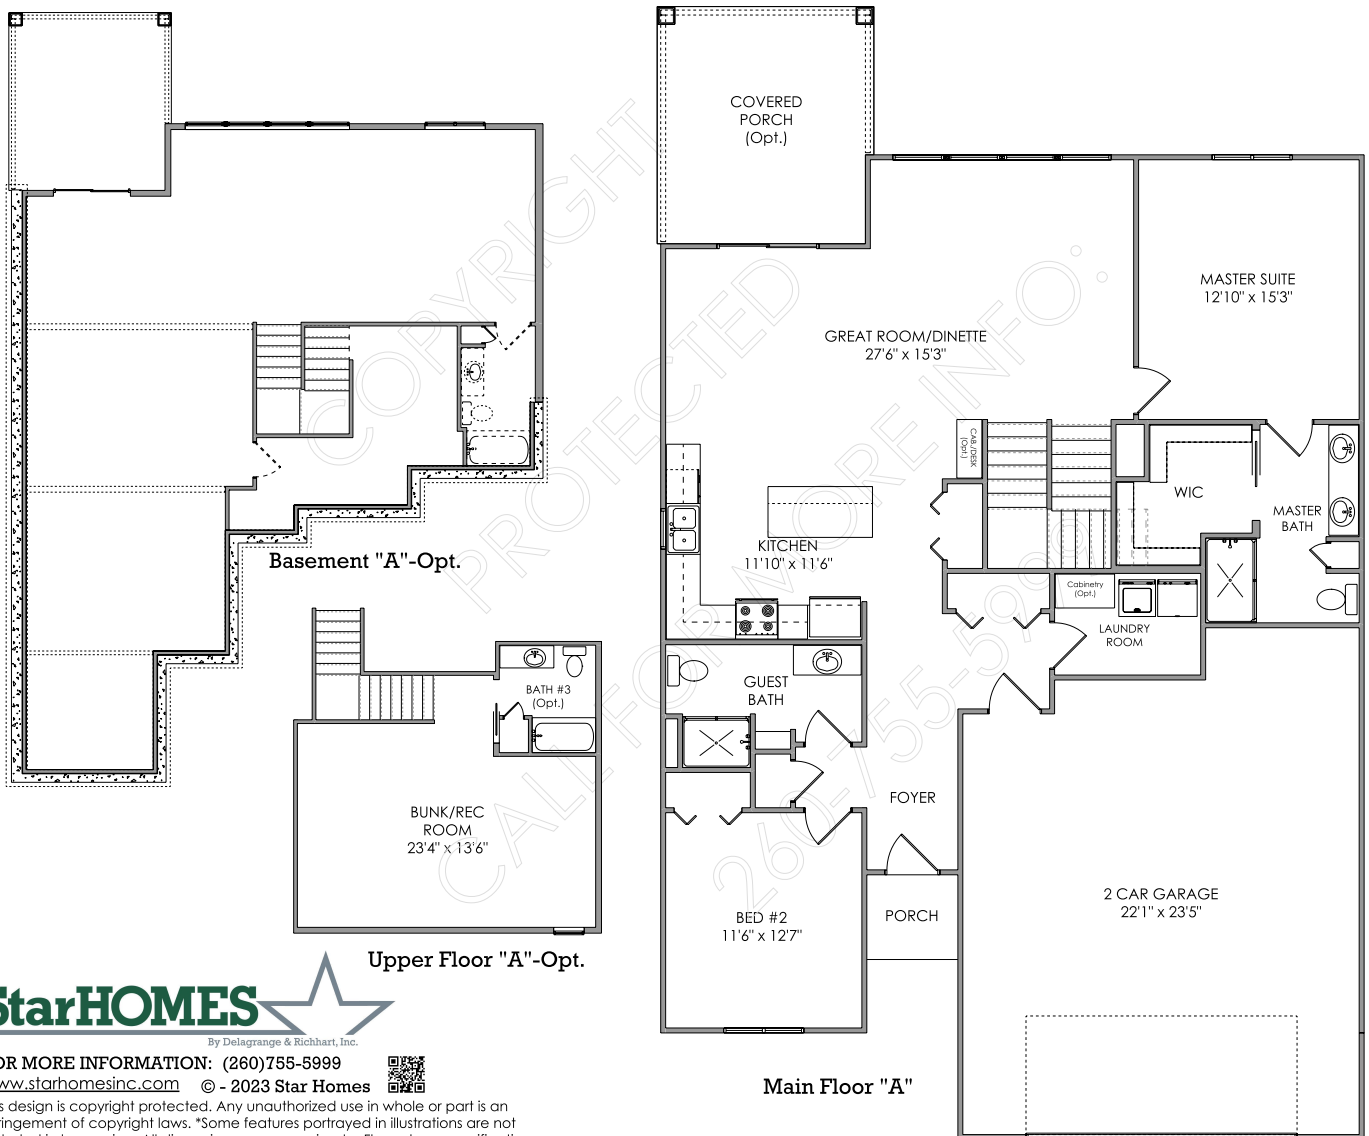 COVERED
PORCH
(Opt.)
MASTER SUITE
12'10" x 15'3"
GREAT ROOM/DINETTE
27'6" x 15'3"
CAB./DESK
(Opt.)
WIC
MASTER
BATH
KITCHEN
11'10" x 11'6"
Cabinetry
(Opt.)
LAUNDRY
ROOM
GUEST
BATH
FOYER
BED #2
11'6" x 12'7"
PORCH
2 CAR GARAGE
22'1" x 23'5"
Main Floor "A"
Basement "A"-Opt.
BATH #3
(Opt.)
BUNK/REC
ROOM
23'4" x 13'6"
Upper Floor "A"-Opt.
COPYRIGHT
PROTECTED
CALL FOR MORE INFO:
260-755-5999
StarHOMES
By Delagrange & Richhart, Inc.
OR MORE INFORMATION: (260)755-5999
ww.starhomesinc.com © - 2023 Star Homes
s design is copyright protected. Any unauthorized use in whole or part is an
ringement of copyright laws. *Some features portrayed in illustrations are not